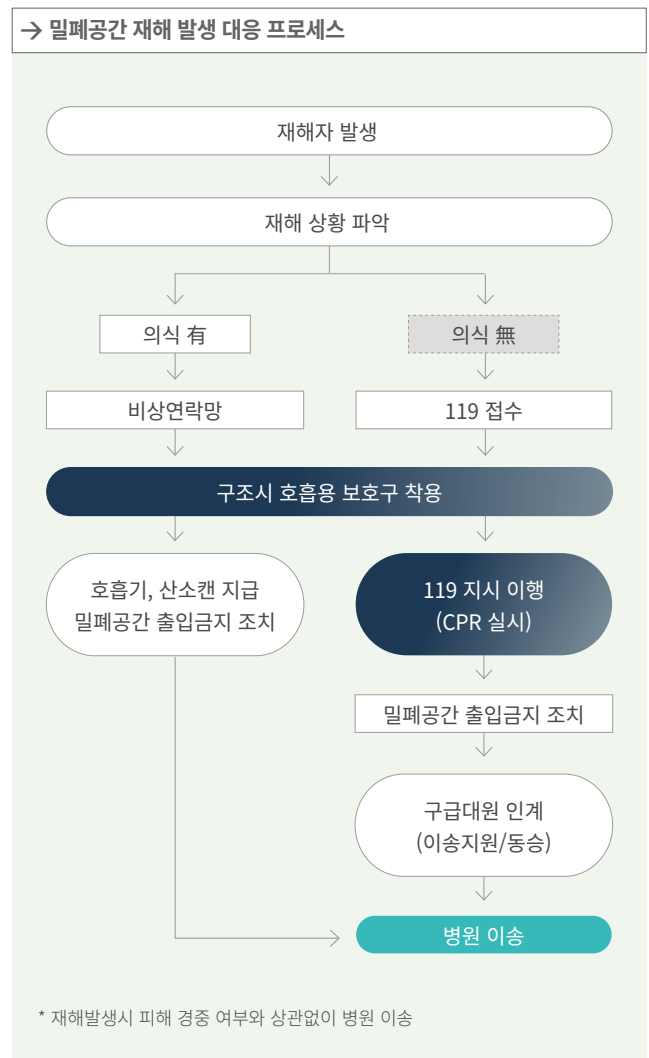 → 밀폐공간 재해 발생 대응 프로세스
재해자 발생
재해 상황 파악
의식 有
의식 無
비상연락망
119 접수
구조시 호흡용 보호구 착용
호흡기, 산소캔 지급
밀폐공간 출입금지 조치
119 지시 이행
(CPR 실시)
밀폐공간 출입금지 조치
구급대원 인계
(이송지원/동승)
병원 이송
* 재해발생시 피해 경중 여부와 상관없이 병원 이송